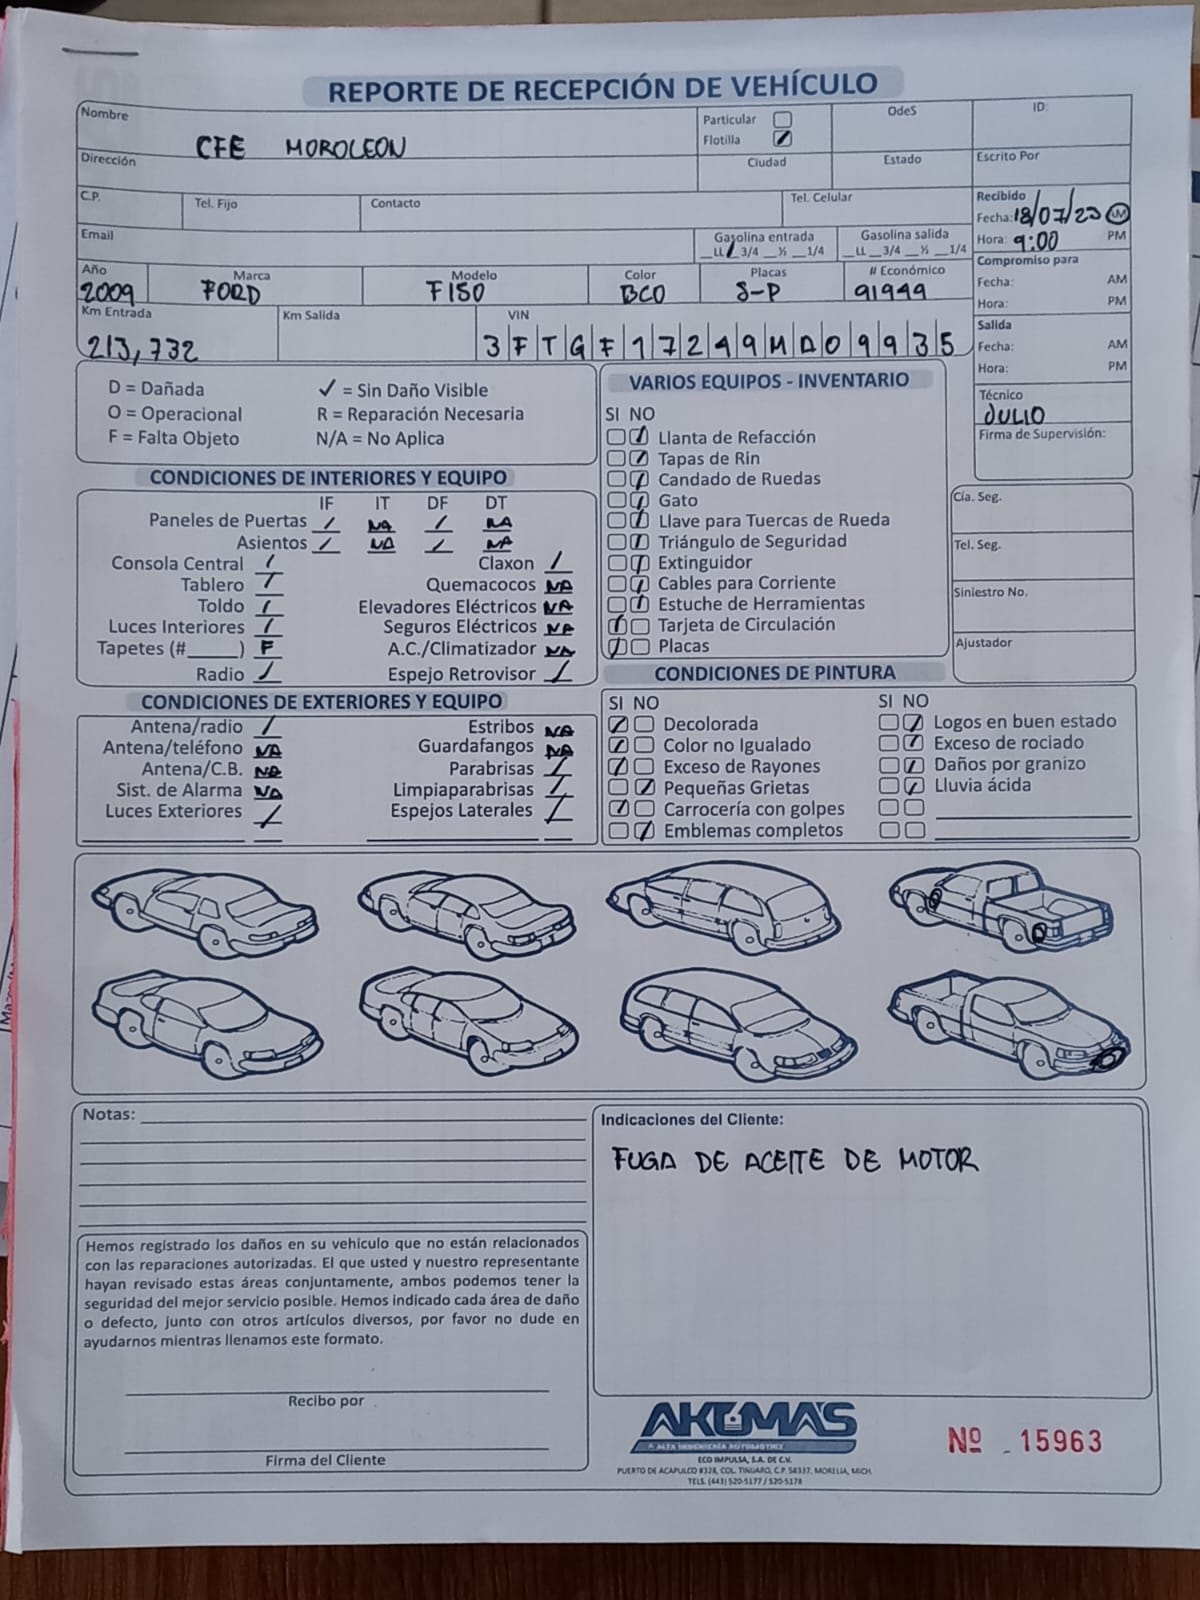 REPORTE DE RECEPCIÓN DE VEHÍCULO
Nombre
CFE MOROLEON
Particular
Flotilla
OdeS
ID:
Dirección
Ciudad
Estado
Escrito Por
C.P.
Tel. Fijo
Contacto
Tel. Celular
Recibido
Fecha: 18/07/23 AM
Hora: 9:00 PM
Email
Gasolina entrada
__LL __3/4 __½ __1/4
Gasolina salida
__LL __3/4 __½ __1/4
Compromiso para
Fecha: AM
Hora: PM
Año
2009
Marca
FORD
Modelo
F150
Color
BCO
Placas
S-P
# Económico
91949
Km Entrada
213,732
Km Salida
VIN
3FTGF17249MA09935
Salida
Fecha: AM
Hora: PM
Técnico
JULIO
Firma de Supervisión:
D = Dañada
✓ = Sin Daño Visible
O = Operacional
R = Reparación Necesaria
F = Falta Objeto
N/A = No Aplica
VARIOS EQUIPOS - INVENTARIO
SI NO
Llanta de Refacción
Tapas de Rin
Candado de Ruedas
Gato
Llave para Tuercas de Rueda
Triángulo de Seguridad
Extinguidor
Cables para Corriente
Estuche de Herramientas
Tarjeta de Circulación
Placas
Cía. Seg.
Tel. Seg.
Siniestro No.
Ajustador
CONDICIONES DE INTERIORES Y EQUIPO
IF IT DF DT
Paneles de Puertas / NA / NA
Asientos / NA / NA
Consola Central /
Claxon /
Tablero /
Quemacocos NA
Toldo /
Elevadores Eléctricos NA
Luces Interiores /
Seguros Eléctricos NA
Tapetes (#_____) F
A.C./Climatizador NA
Radio /
Espejo Retrovisor /
CONDICIONES DE EXTERIORES Y EQUIPO
Antena/radio /
Estribos NA
Antena/teléfono NA
Guardafangos NA
Antena/C.B. NA
Parabrisas /
Sist. de Alarma NA
Limpiaparabrisas /
Luces Exteriores /
Espejos Laterales /
CONDICIONES DE PINTURA
SI NO
Decolorada
Color no Igualado
Exceso de Rayones
Pequeñas Grietas
Carrocería con golpes
Emblemas completos
SI NO
Logos en buen estado
Exceso de rociado
Daños por granizo
Lluvia ácida
Notas:
Indicaciones del Cliente:
FUGA DE ACEITE DE MOTOR
Hemos registrado los daños en su vehiculo que no están relacionados
con las reparaciones autorizadas. El que usted y nuestro representante
hayan revisado estas áreas conjuntamente, ambos podemos tener la
seguridad del mejor servicio posible. Hemos indicado cada área de daño
o defecto, junto con otros artículos diversos, por favor no dude en
ayudarnos mientras llenamos este formato.
Recibo por
Firma del Cliente
AKUMA'S
A ALTA INGENIERÍA AUTOMOTRIZ
ECO IMPULSA, S.A. DE C.V.
PUERTO DE ACAPULCO #328, COL. TINIJARO, C.P. 58337, MORELIA, MICH.
TELS. (443) 520-5177 / 520-5178
Nº 15963